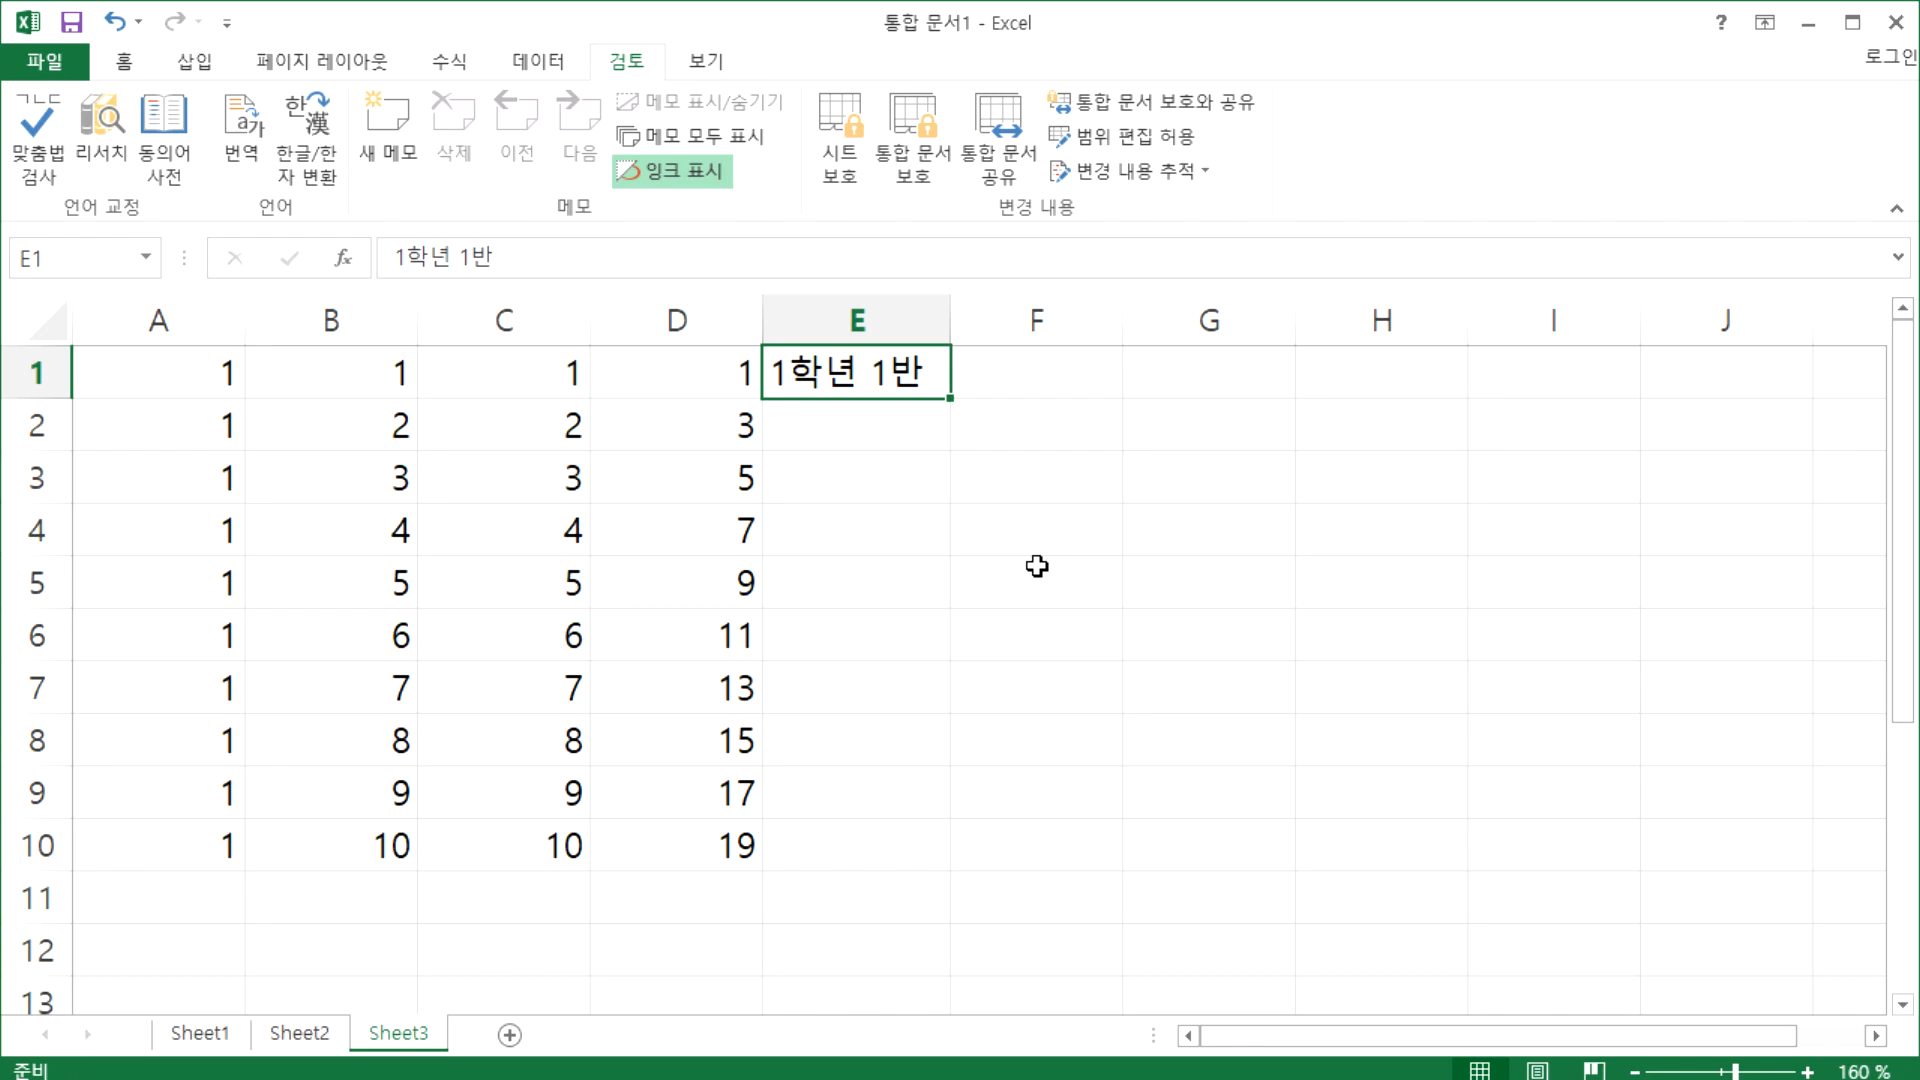 통합 문서1 - Excel
?
로그인
파일 홈 삽입 페이지 레이아웃 수식 데이터 검토 보기
맞춤법 검사
리서치
동의어 사전
번역
한글/한자 변환
새 메모
삭제
이전
다음
메모 표시/숨기기
메모 모두 표시
잉크 표시
시트 보호
통합 문서 보호
통합 문서 공유
통합 문서 보호와 공유
범위 편집 허용
변경 내용 추적
언어 교정 언어 메모 변경 내용
E1 fx 1학년 1반
A B C D E F G H I J
1 1 1 1 1 1학년 1반
2 1 2 2 3
3 1 3 3 5
4 1 4 4 7
5 1 5 5 9
6 1 6 6 11
7 1 7 7 13
8 1 8 8 15
9 1 9 9 17
10 1 10 10 19
11
12
13
Sheet1 Sheet2 Sheet3
준비 160 %